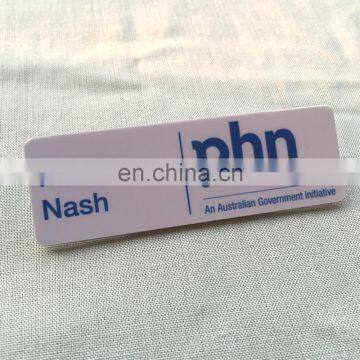 phn
en.china.cn
Nash
An Australian Government Initiative